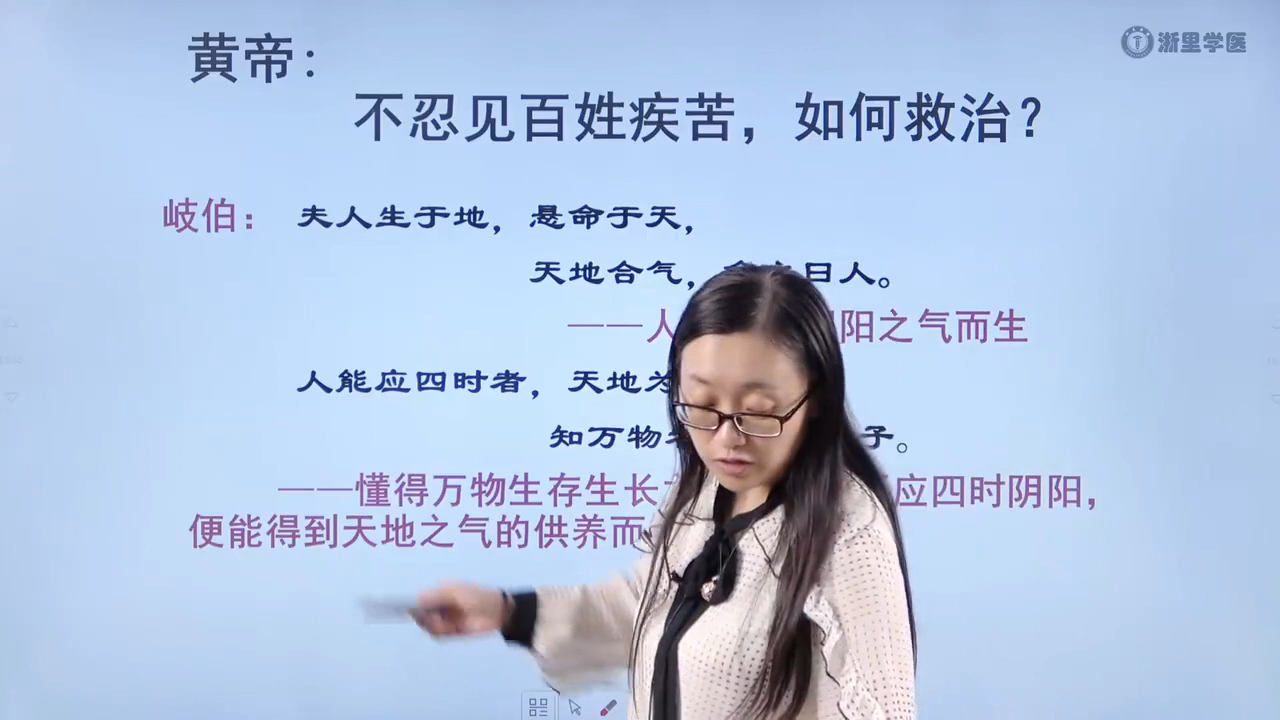 浙里学医
黄帝：
不忍见百姓疾苦，如何救治？
岐伯： 夫人生于地，悬命于天，
天地合气， 曰人。
——人 阴阳之气而生
人能应四时者，天地为
知万物 子。
——懂得万物生存生长 应四时阴阳，
便能得到天地之气的供养而